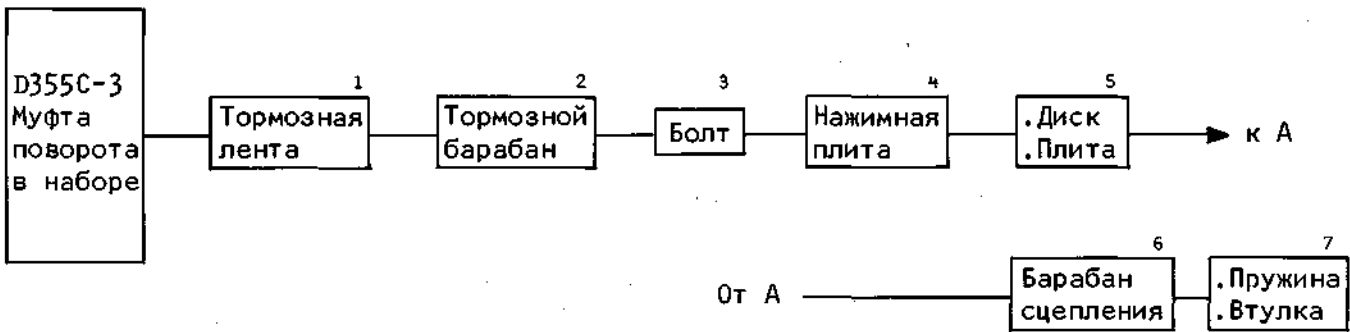 D355C-3
Муфта
поворота
в наборе
1
Тормозная
лента
2
Тормозной
барабан
3
Болт
4
Нажимная
плита
5
.Диск
.Плита
к А
От А
6
Барабан
сцепления
7
.Пружина
.Втулка